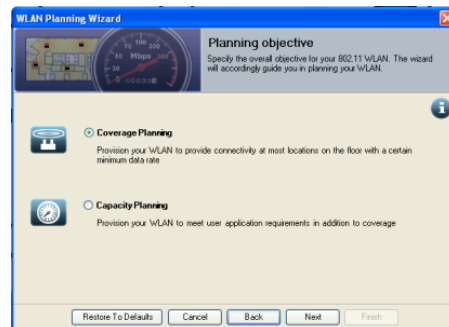 WLAN Planning Wizard
Planning objective
Specify the overall objective for your 802.11 WLAN. The wizard
will accordingly guide you in planning your WLAN.
Mbps
Coverage Planning
Provision your WLAN to provide connectivity at most locations on the floor with a certain
minimum data rate
Capacity Planning
Provision your WLAN to meet user application requirements in addition to coverage
Restore To Defaults Cancel Back Next Finish